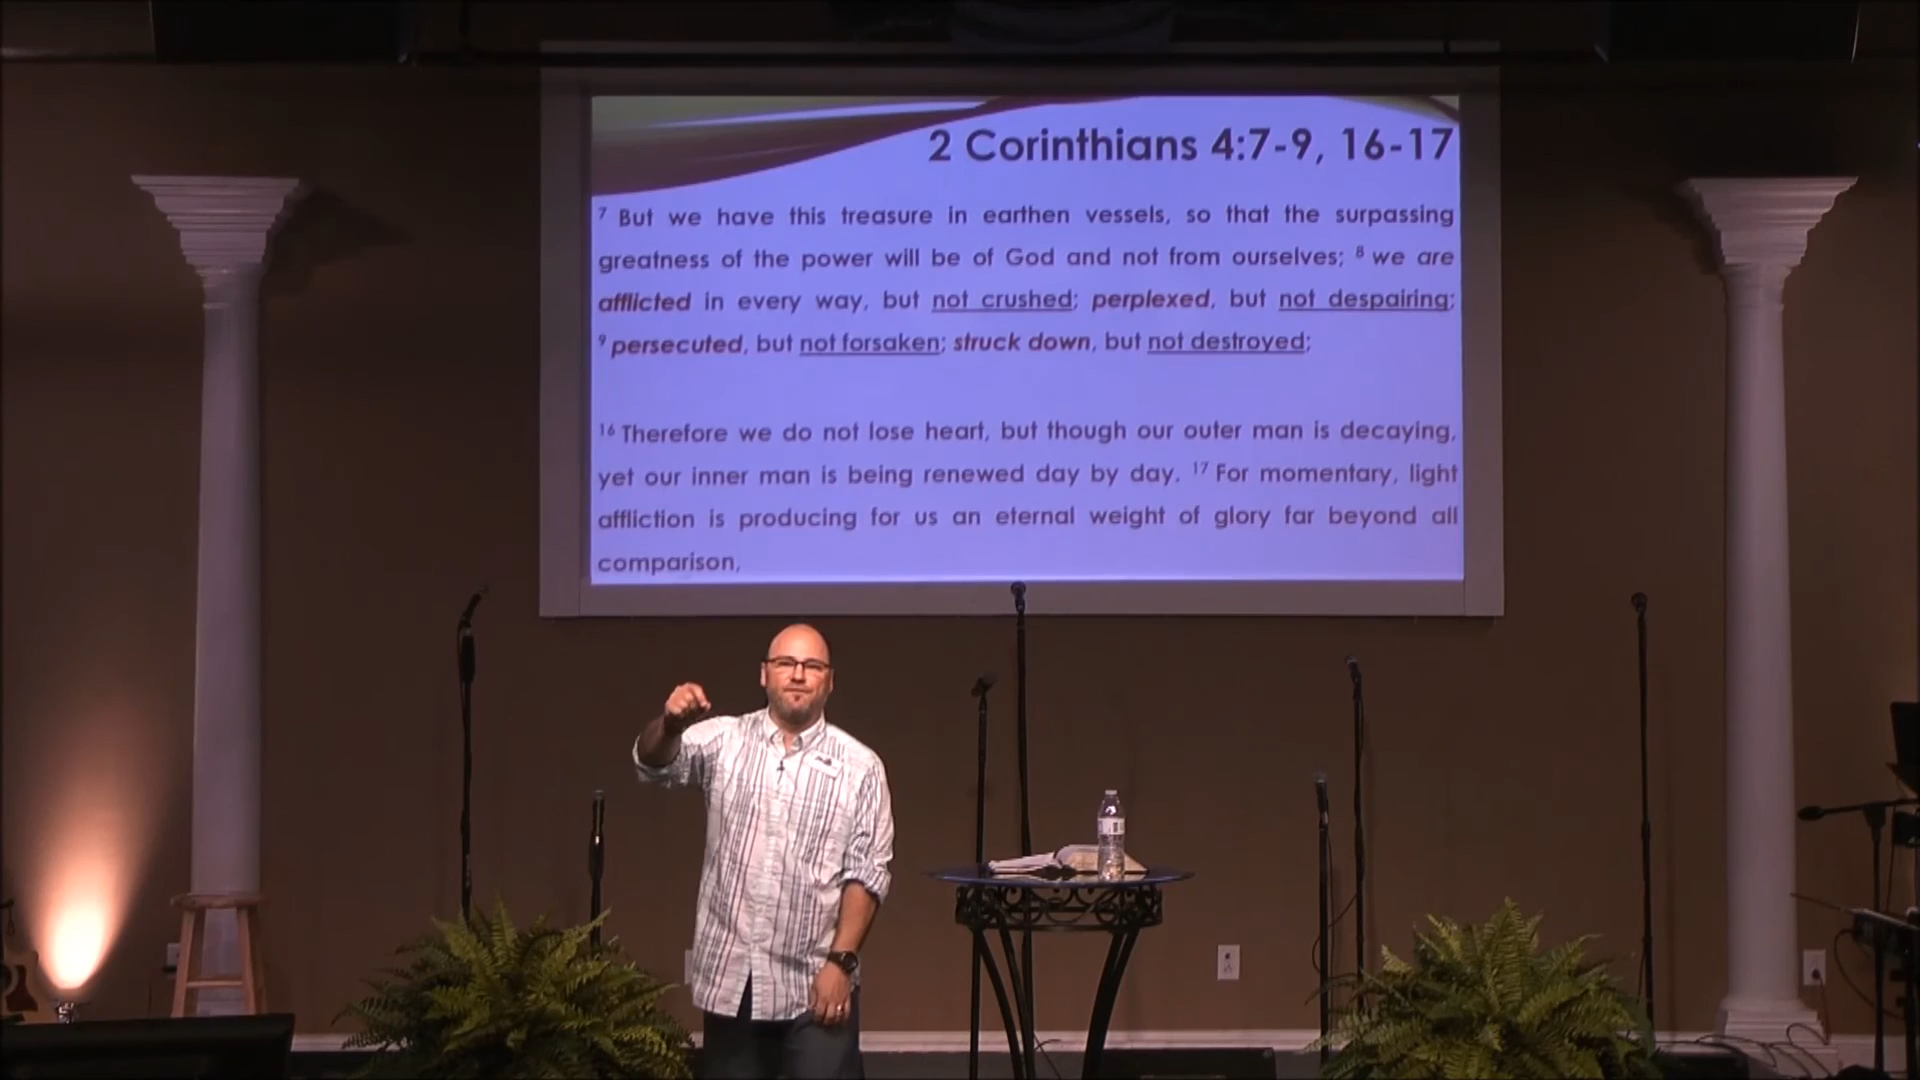 2 Corinthians 4:7-9, 16-17
7 But we have this treasure in earthen vessels, so that the surpassing
greatness of the power will be of God and not from ourselves; 8 we are
afflicted in every way, but not crushed; perplexed, but not despairing;
9 persecuted, but not forsaken; struck down, but not destroyed;
16 Therefore we do not lose heart, but though our outer man is decaying,
yet our inner man is being renewed day by day. 17 For momentary, light
affliction is producing for us an eternal weight of glory far beyond all
comparison,